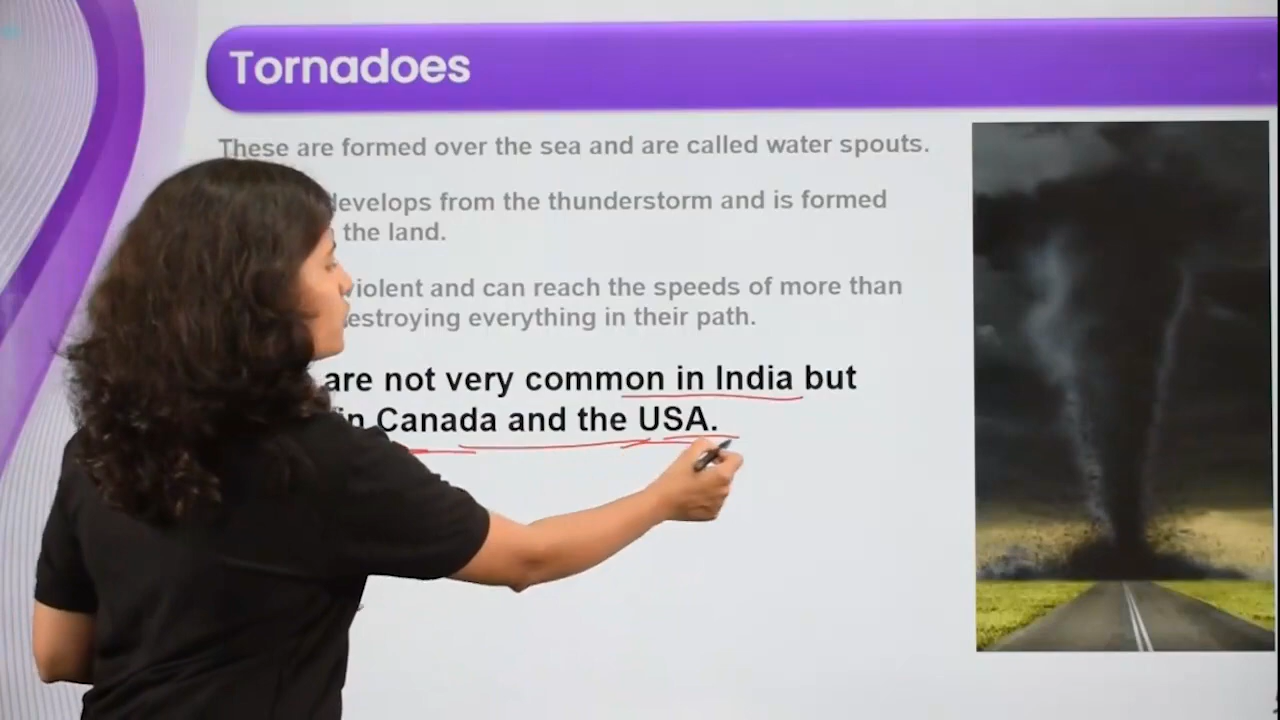 Tornadoes
These are formed over the sea and are called water spouts.
develops from the thunderstorm and is formed
the land.
violent and can reach the speeds of more than
destroying everything in their path.
are not very common in India but
in Canada and the USA.